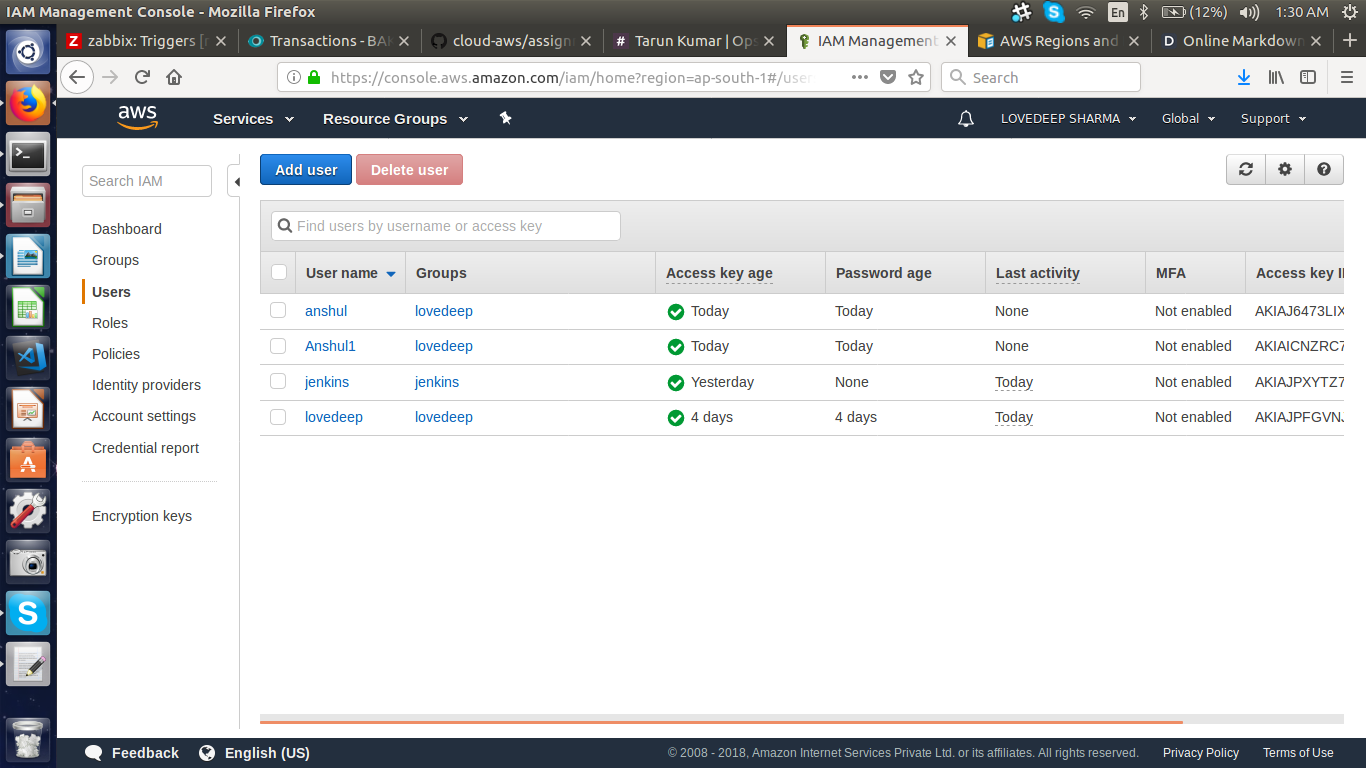 IAM Management Console - Mozilla Firefox
En
(12%)
1:30 AM
zabbix: Triggers [
Transactions - BA
cloud-aws/assign
Tarun Kumar | Ops
IAM Management
AWS Regions and
Online Markdown
https://console.aws.amazon.com/iam/home?region=ap-south-1#/user
Search
aws
Services
Resource Groups
LOVEDEEP SHARMA
Global
Support
Search IAM
Dashboard
Groups
Users
Roles
Policies
Identity providers
Account settings
Credential report
Encryption keys
Add user
Delete user
Find users by username or access key
User name Groups Access key age Password age Last activity MFA Access key I
anshul lovedeep Today Today None Not enabled AKIAJ6473LIX
Anshul1 lovedeep Today Today None Not enabled AKIAICNZRC7
jenkins jenkins Yesterday None Today Not enabled AKIAJPXYTZ7
lovedeep lovedeep 4 days 4 days Today Not enabled AKIAJPFGVNJ
Feedback
English (US)
© 2008 - 2018, Amazon Internet Services Private Ltd. or its affiliates. All rights reserved.
Privacy Policy
Terms of Use